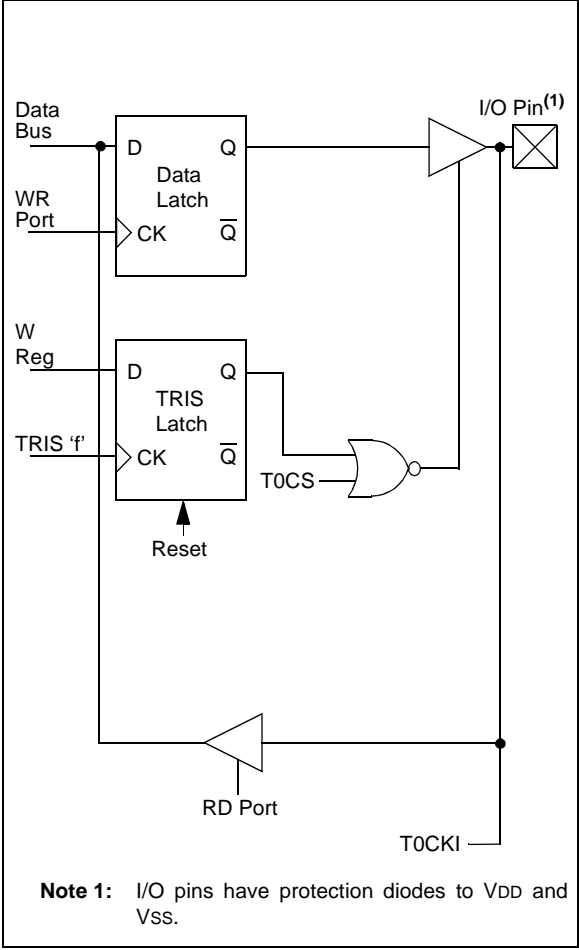 I/O Pin(1)
Data
Bus
D
Q
Data
Latch
WR
Port
CK
Q̅
W
Reg
D
Q
TRIS
Latch
TRIS ‘f’
CK
Q̅
T0CS
Reset
RD Port
T0CKI
Note 1: I/O pins have protection diodes to VDD and
VSS.